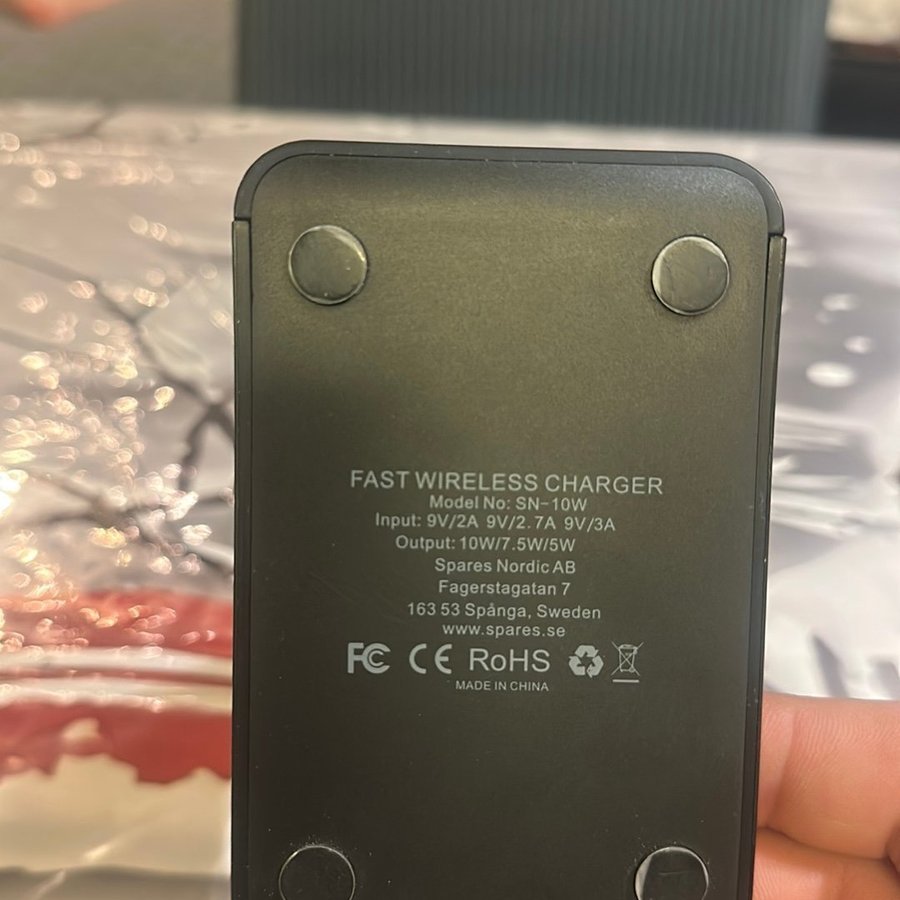 FAST WIRELESS CHARGER
Model No: SN-10W
Input: 9V/2A 9V/2.7A 9V/3A
Output: 10W/7.5W/5W
Spares Nordic AB
Fagerstagatan 7
163 53 Spånga, Sweden
www.spares.se
FC CE RoHS
MADE IN CHINA